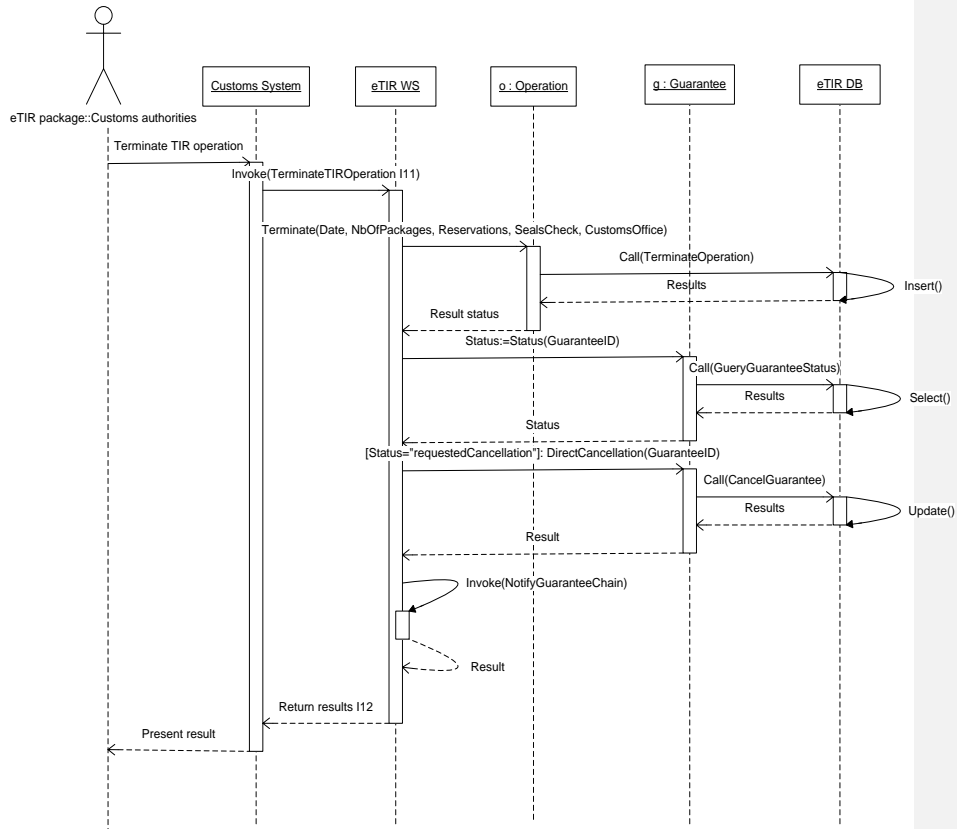 Customs System
eTIR WS
o : Operation
g : Guarantee
eTIR DB
eTIR package::Customs authorities
Terminate TIR operation
Invoke(TerminateTIROperation I11)
Terminate(Date, NbOfPackages, Reservations, SealsCheck, CustomsOffice)
Call(TerminateOperation)
Results
Insert()
Result status
Status:=Status(GuaranteeID)
Call(GueryGuaranteeStatus)
Results
Select()
Status
[Status="requestedCancellation"]: DirectCancellation(GuaranteeID)
Call(CancelGuarantee)
Results
Update()
Result
Invoke(NotifyGuaranteeChain)
Result
Return results I12
Present result